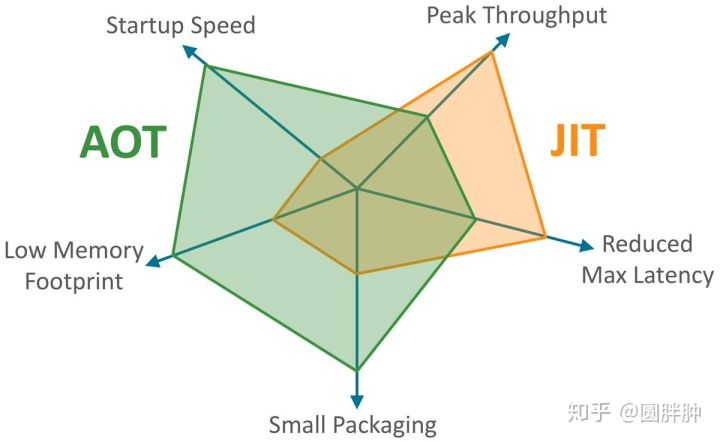 Startup Speed
Peak Throughput
AOT
JIT
Low Memory
Footprint
Reduced
Max Latency
Small Packaging
知乎 @圆胖肿